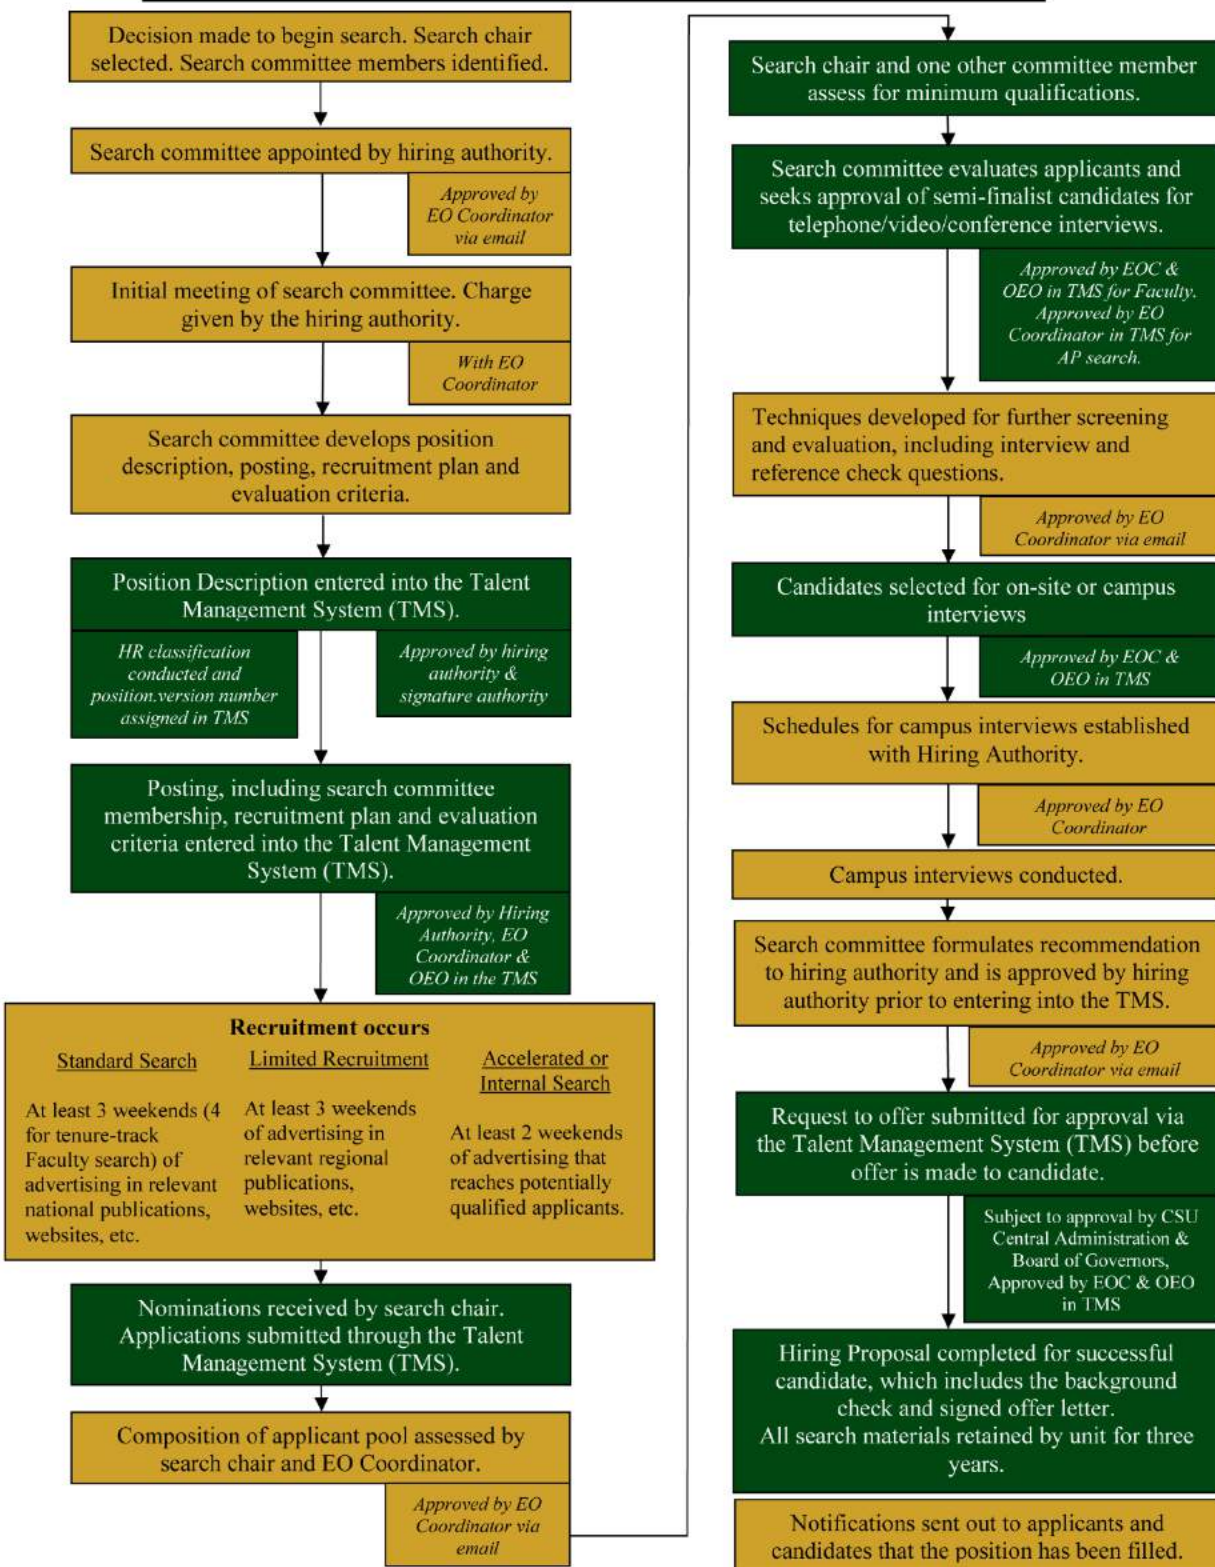 Decision made to begin search. Search chair
selected. Search committee members identified.
Search committee appointed by hiring authority.
Approved by
EO Coordinator
via email
Initial meeting of search committee. Charge
given by the hiring authority.
With EO
Coordinator
Search committee develops position
description, posting, recruitment plan and
evaluation criteria.
Position Description entered into the Talent
Management System (TMS).
HR classification
conducted and
position.version number
assigned in TMS
Approved by hiring
authority &
signature authority
Posting, including search committee
membership, recruitment plan and evaluation
criteria entered into the Talent Management
System (TMS).
Approved by Hiring
Authority, EO
Coordinator &
OEO in the TMS
Recruitment occurs
Standard Search
At least 3 weekends (4
for tenure-track
Faculty search) of
advertising in relevant
national publications,
websites, etc.
Limited Recruitment
At least 3 weekends
of advertising in
relevant regional
publications,
websites, etc.
Accelerated or
Internal Search
At least 2 weekends
of advertising that
reaches potentially
qualified applicants.
Nominations received by search chair.
Applications submitted through the Talent
Management System (TMS).
Composition of applicant pool assessed by
search chair and EO Coordinator.
Approved by EO
Coordinator via
email
Search chair and one other committee member
assess for minimum qualifications.
Search committee evaluates applicants and
seeks approval of semi-finalist candidates for
telephone/video/conference interviews.
Approved by EOC &
OEO in TMS for Faculty.
Approved by EO
Coordinator in TMS for
AP search.
Techniques developed for further screening
and evaluation, including interview and
reference check questions.
Approved by EO
Coordinator via email
Candidates selected for on-site or campus
interviews
Approved by EOC &
OEO in TMS
Schedules for campus interviews established
with Hiring Authority.
Approved by EO
Coordinator
Campus interviews conducted.
Search committee formulates recommendation
to hiring authority and is approved by hiring
authority prior to entering into the TMS.
Approved by EO
Coordinator via email
Request to offer submitted for approval via
the Talent Management System (TMS) before
offer is made to candidate.
Subject to approval by CSU
Central Administration &
Board of Governors,
Approved by EOC & OEO
in TMS
Hiring Proposal completed for successful
candidate, which includes the background
check and signed offer letter.
All search materials retained by unit for three
years.
Notifications sent out to applicants and
candidates that the position has been filled.